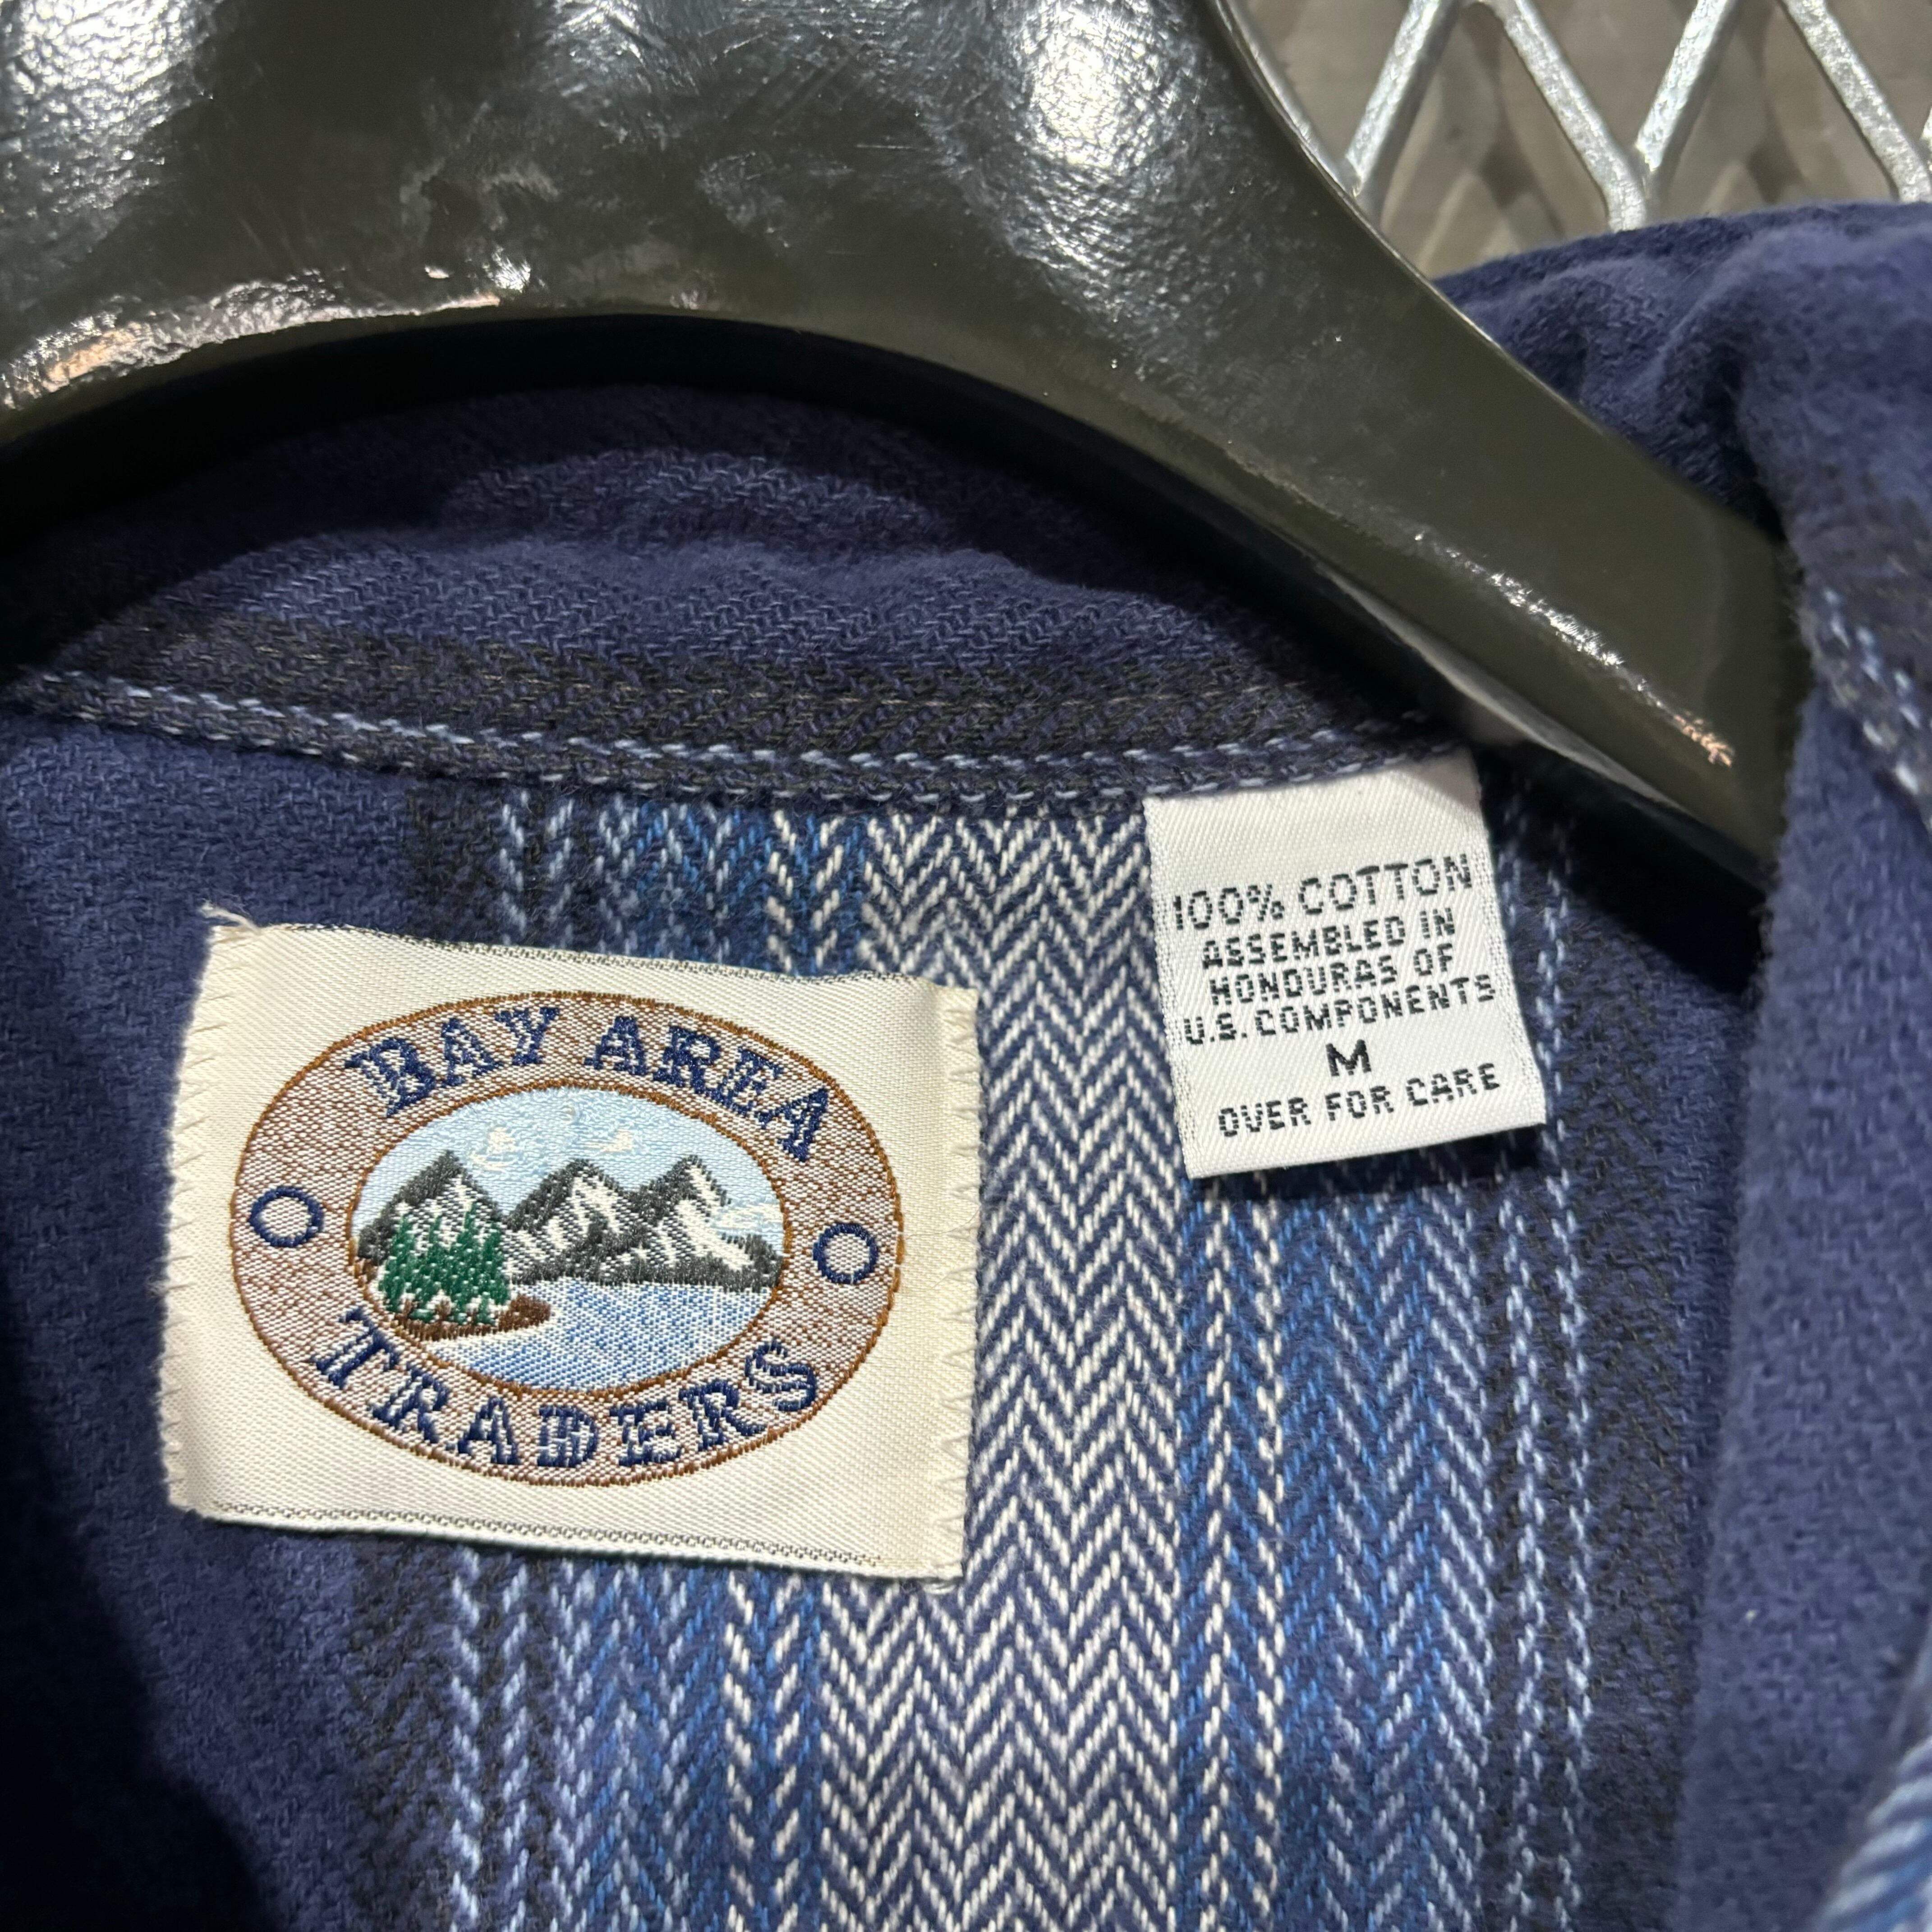 BAY AREA
TRADERS
100% COTTON
ASSEMBLED IN
HONDURAS OF
U.S. COMPONENTS
M
OVER FOR CARE